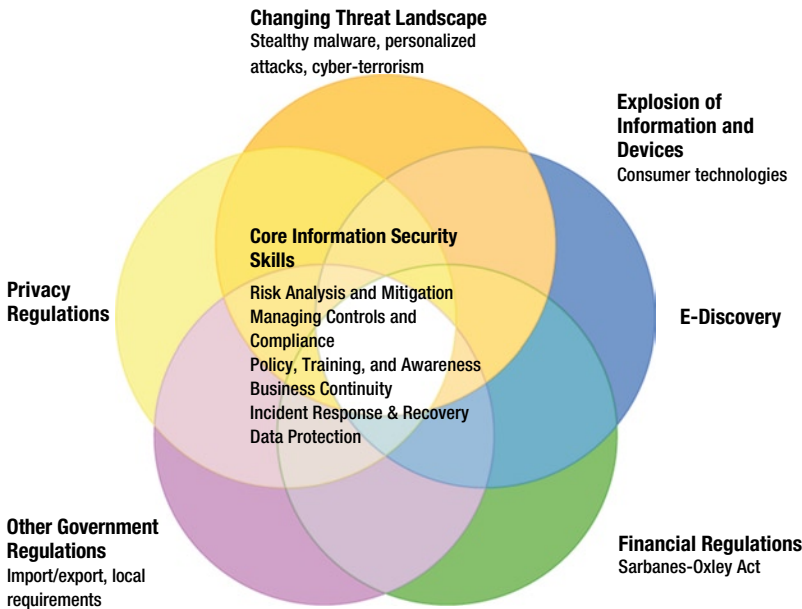 Changing Threat Landscape
Stealthy malware, personalized
attacks, cyber-terrorism
Explosion of
Information and
Devices
Consumer technologies
Core Information Security
Skills
Risk Analysis and Mitigation
Managing Controls and
Compliance
Policy, Training, and Awareness
Business Continuity
Incident Response & Recovery
Data Protection
Privacy
Regulations
E-Discovery
Other Government
Regulations
Import/export, local
requirements
Financial Regulations
Sarbanes-Oxley Act